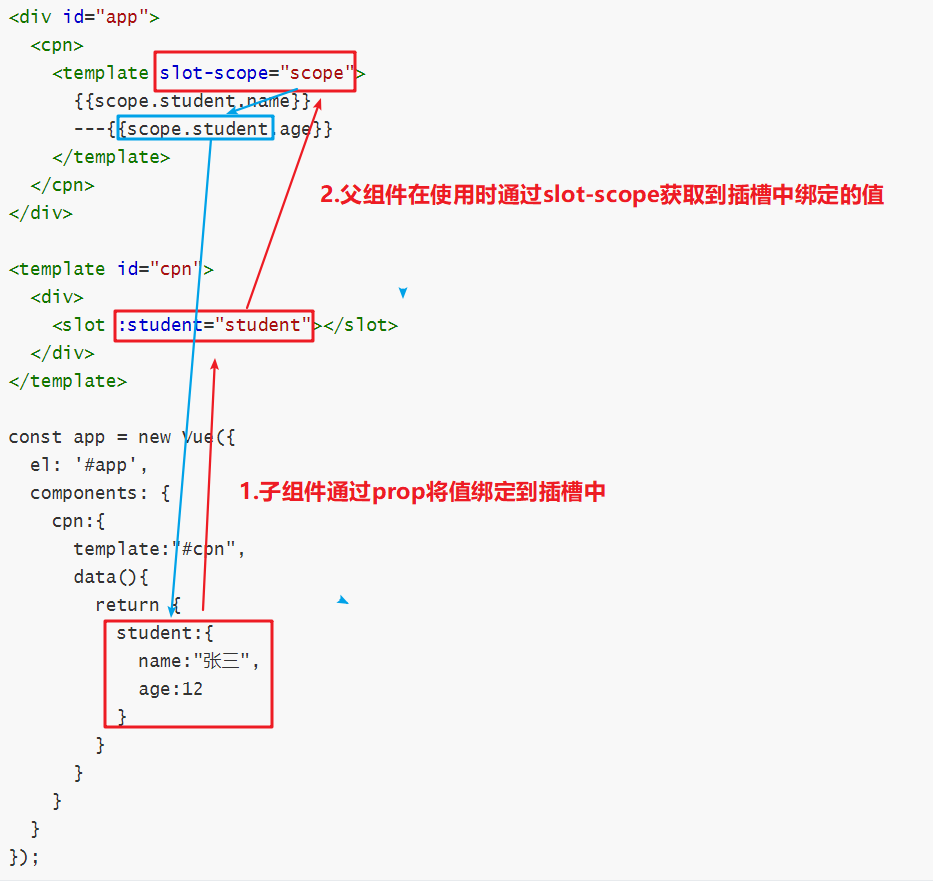 <div id="app">
  <cpn>
    <template slot-scope="scope">
      {{scope.student.name}}
      ---{{scope.student.age}}
    </template>
  </cpn>
2.父组件在使用时通过slot-scope获取到插槽中绑定的值
</div>
<template id="cpn">
  <div>
    <slot :student="student"></slot>
  </div>
</template>
const app = new Vue({
  el: '#app',
  components: {
1.子组件通过prop将值绑定到插槽中
    cpn:{
      template:"#cpn",
      data(){
        return {
          student:{
            name:"张三",
            age:12
          }
        }
      }
    }
  }
});